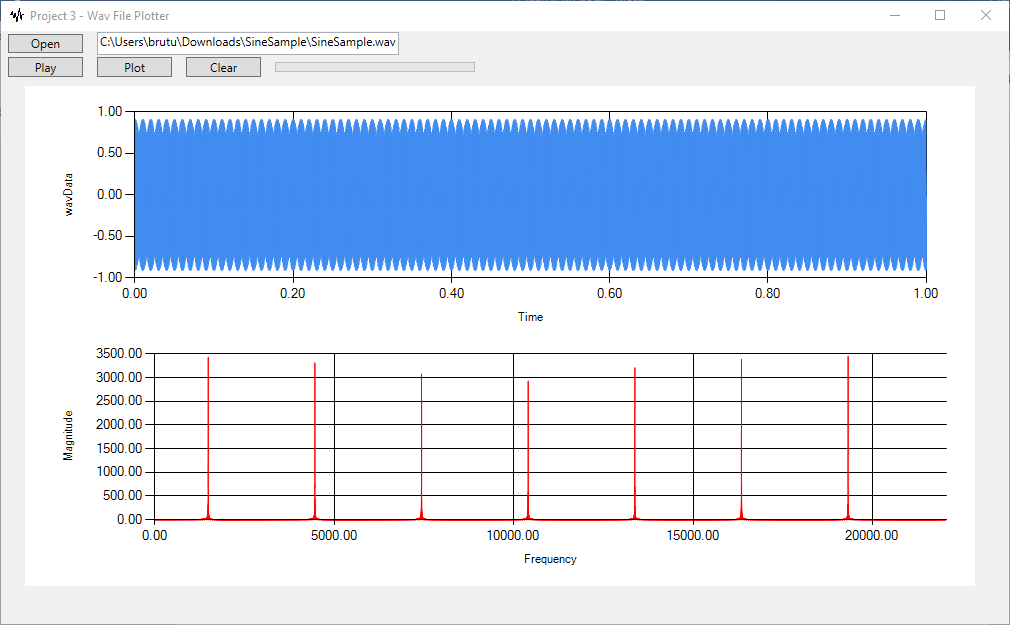 Project 3 - Wav File Plotter
Open C:\Users\brutu\Downloads\SineSample\SineSample.wav
Play Plot Clear
1.00
0.50
0.00
-0.50
-1.00
wavData
0.00 0.20 0.40 0.60 0.80 1.00
Time
3500.00
3000.00
2500.00
2000.00
1500.00
1000.00
500.00
0.00
Magnitude
0.00 5000.00 10000.00 15000.00 20000.00
Frequency